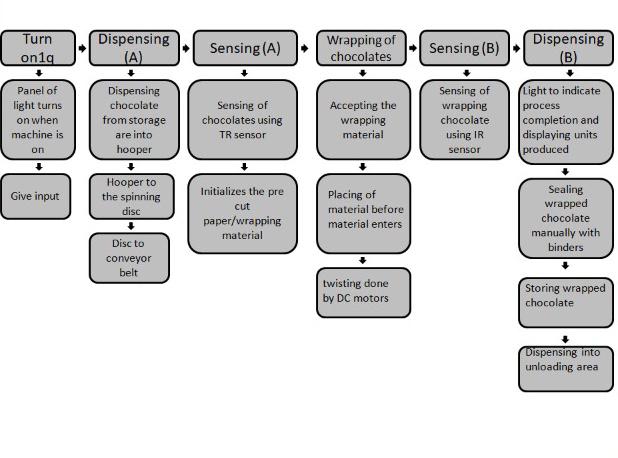 Turn
on1q
Dispensing
(A)
Sensing (A)
Wrapping of
chocolates
Sensing (B)
Dispensing
(B)
Panel of
light turns
on when
machine is
on
Give input
Dispensing
chocolate
from storage
are into
hooper
Hooper to
the spinning
disc
Disc to
conveyor
belt
Sensing of
chocolates using
TR sensor
Initializes the pre
cut
paper/wrapping
material
Accepting the
wrapping
material
Placing of
material before
material enters
twisting done
by DC motors
Sensing of
wrapping
chocolate
using IR
sensor
Light to indicate
process
completion and
displaying units
produced
Sealing
wrapped
chocolate
manually with
binders
Storing wrapped
chocolate
Dispensing into
unloading area